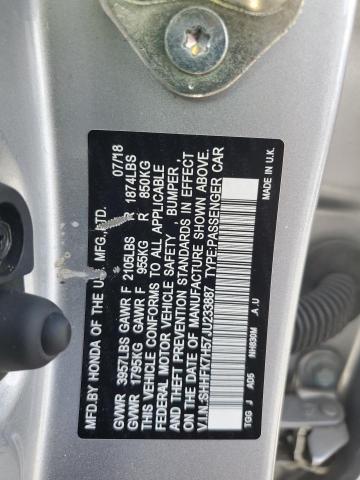 MFD.BY HONDA OF THE U.K. MFG.,LTD. 07/18
GVWR 3957LBS GAWR F 2105LBS R 1874LBS
GVWR 1795KG GAWR F 955KG R 850KG
THIS VEHICLE CONFORMS TO ALL APPLICABLE
FEDERAL MOTOR VEHICLE SAFETY , BUMPER ,
AND THEFT PREVENTION STANDARDS IN EFFECT
ON THE DATE OF MANUFACTURE SHOWN ABOVE.
V.I.N.:SHHFK7H57JU233887 TYPE:PASSENGER CAR
TGG J AD5 NH830M .A .U MADE IN U.K.